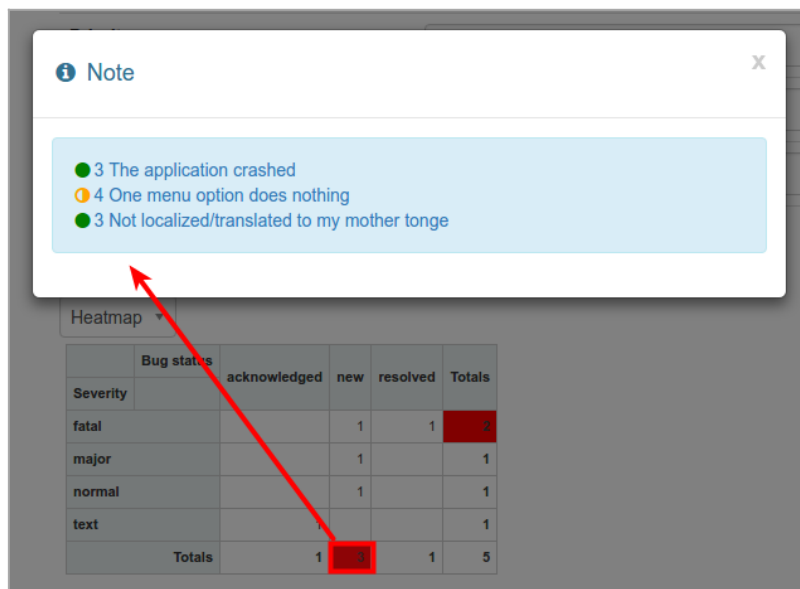 Note
x
3 The application crashed
4 One menu option does nothing
3 Not localized/translated to my mother tonge
Heatmap
Bug status
acknowledged new resolved Totals
Severity
fatal 1 1 2
major 1 1
normal 1 1
text 1 1
Totals 1 3 1 5